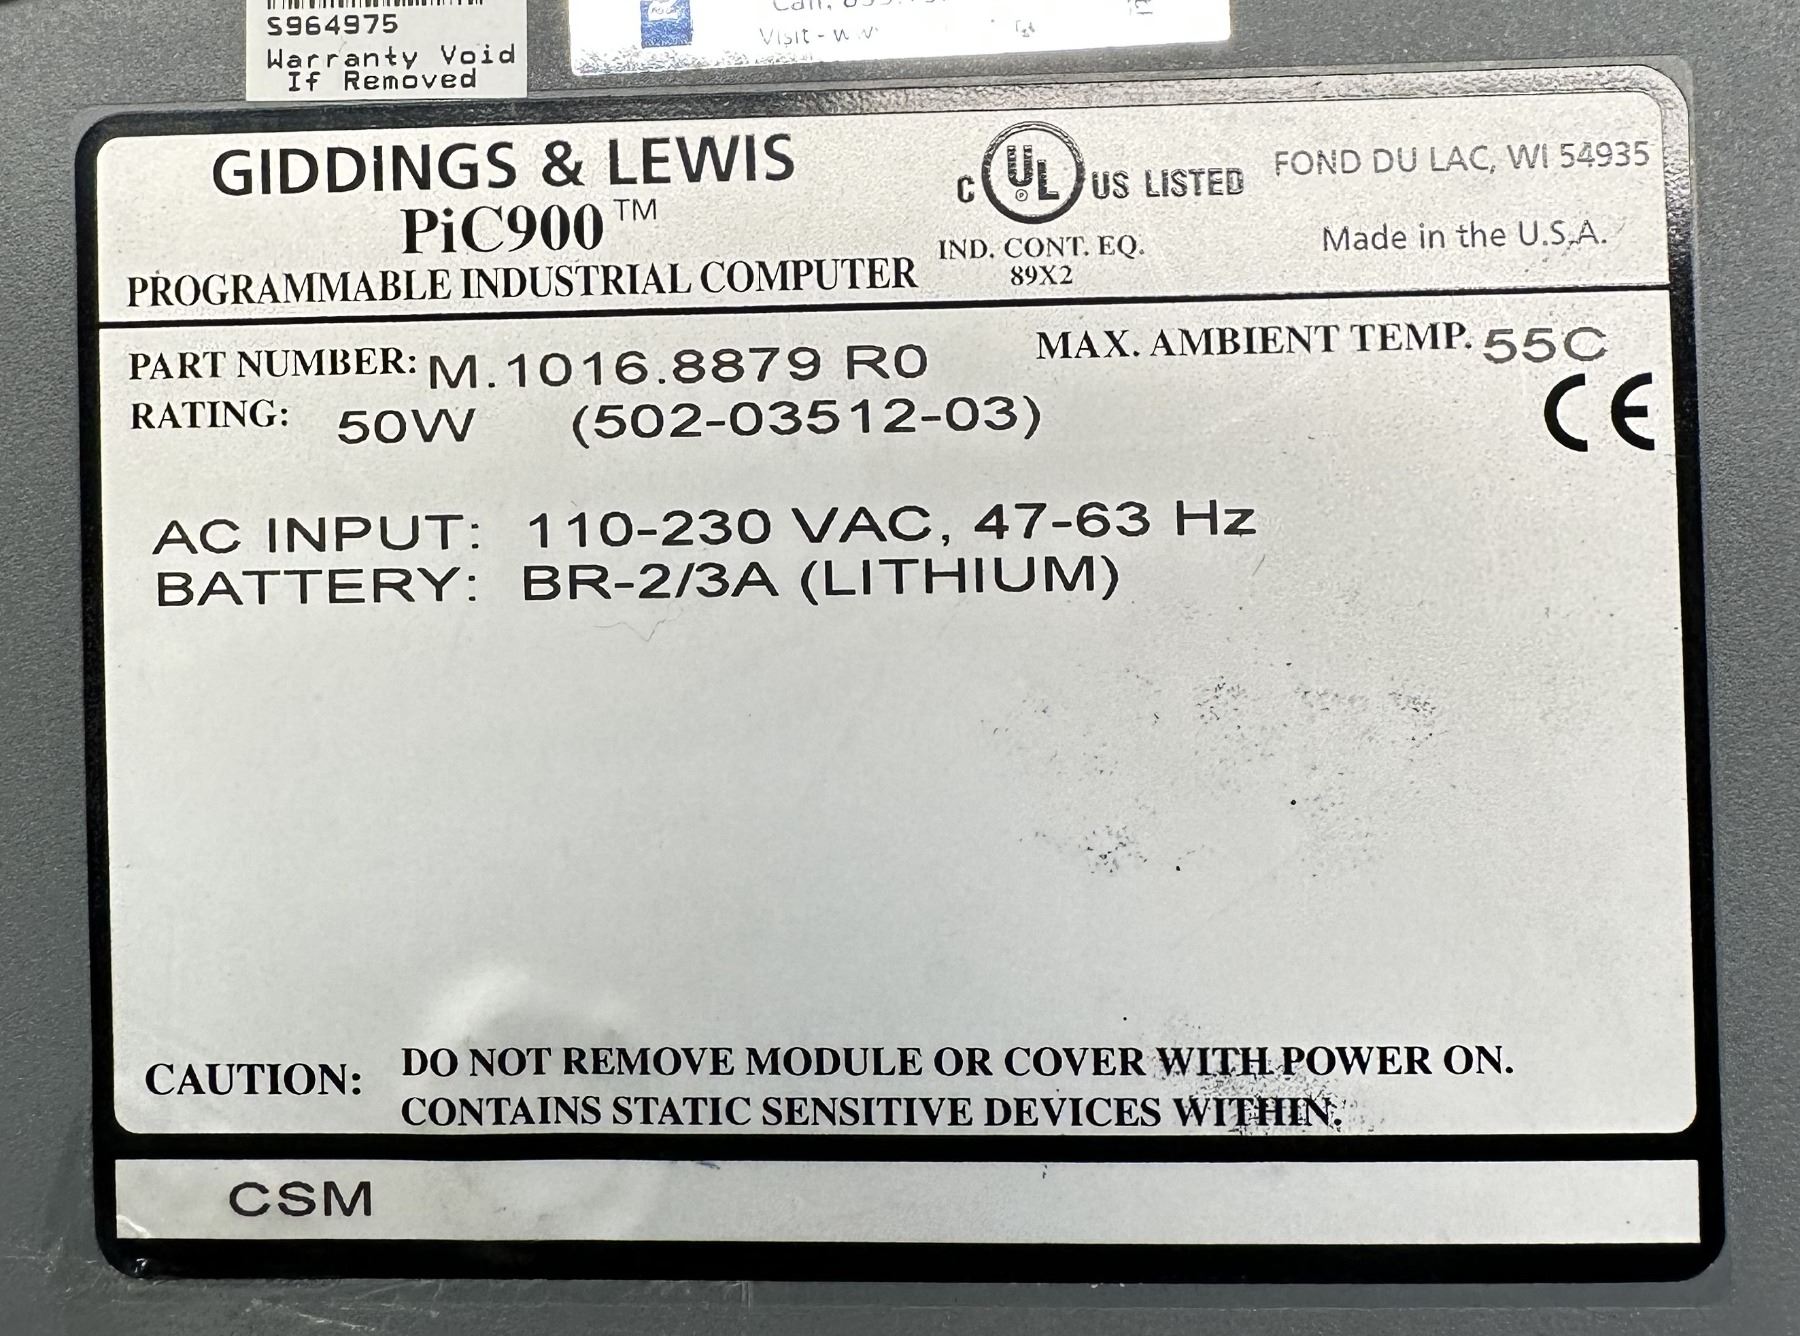 S964975
Warranty Void
If Removed
Visit -
GIDDINGS & LEWIS
PiC900™
PROGRAMMABLE INDUSTRIAL COMPUTER
C UL US LISTED
IND. CONT. EQ.
89X2
FOND DU LAC, WI 54935
Made in the U.S.A.
PART NUMBER: M.1016.8879 R0
MAX. AMBIENT TEMP. 55C
RATING: 50W (502-03512-03)
CE
AC INPUT: 110-230 VAC, 47-63 Hz
BATTERY: BR-2/3A (LITHIUM)
CAUTION: DO NOT REMOVE MODULE OR COVER WITH POWER ON.
CONTAINS STATIC SENSITIVE DEVICES WITHIN.
CSM